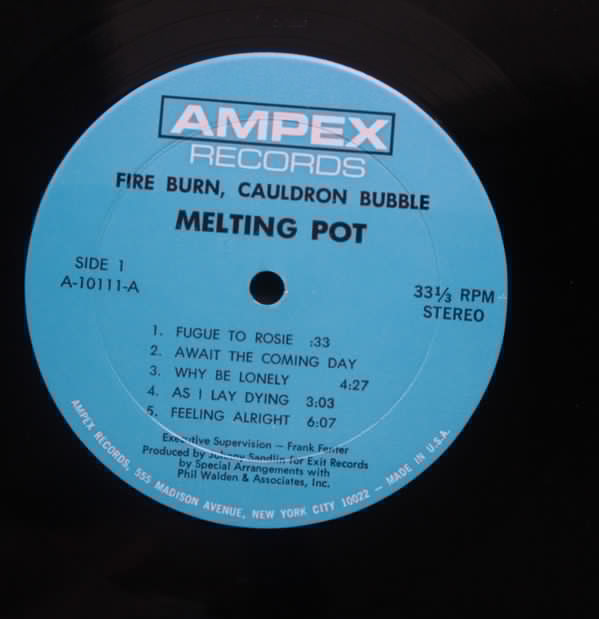 AMPEX
RECORDS
FIRE BURN, CAULDRON BUBBLE
MELTING POT
SIDE 1
A-10111-A
33⅓ RPM
STEREO
1. FUGUE TO ROSIE :33
2. AWAIT THE COMING DAY
3. WHY BE LONELY 4:27
4. AS I LAY DYING 3:03
5. FEELING ALRIGHT 6:07
Executive Supervision — Frank Fenter
Produced by Johnny Sandlin for Exit Records
by Special Arrangements with
Phil Walden & Associates, Inc.
AMPEX RECORDS, 555 MADISON AVENUE, NEW YORK CITY 10022 — MADE IN U.S.A.